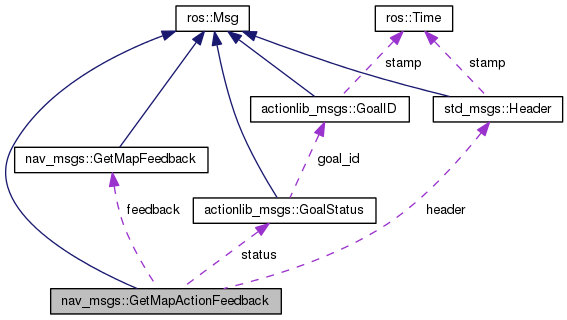 ros::Msg
ros::Time
stamp
stamp
actionlib_msgs::GoalID
std_msgs::Header
nav_msgs::GetMapFeedback
goal_id
feedback
actionlib_msgs::GoalStatus
header
status
nav_msgs::GetMapActionFeedback